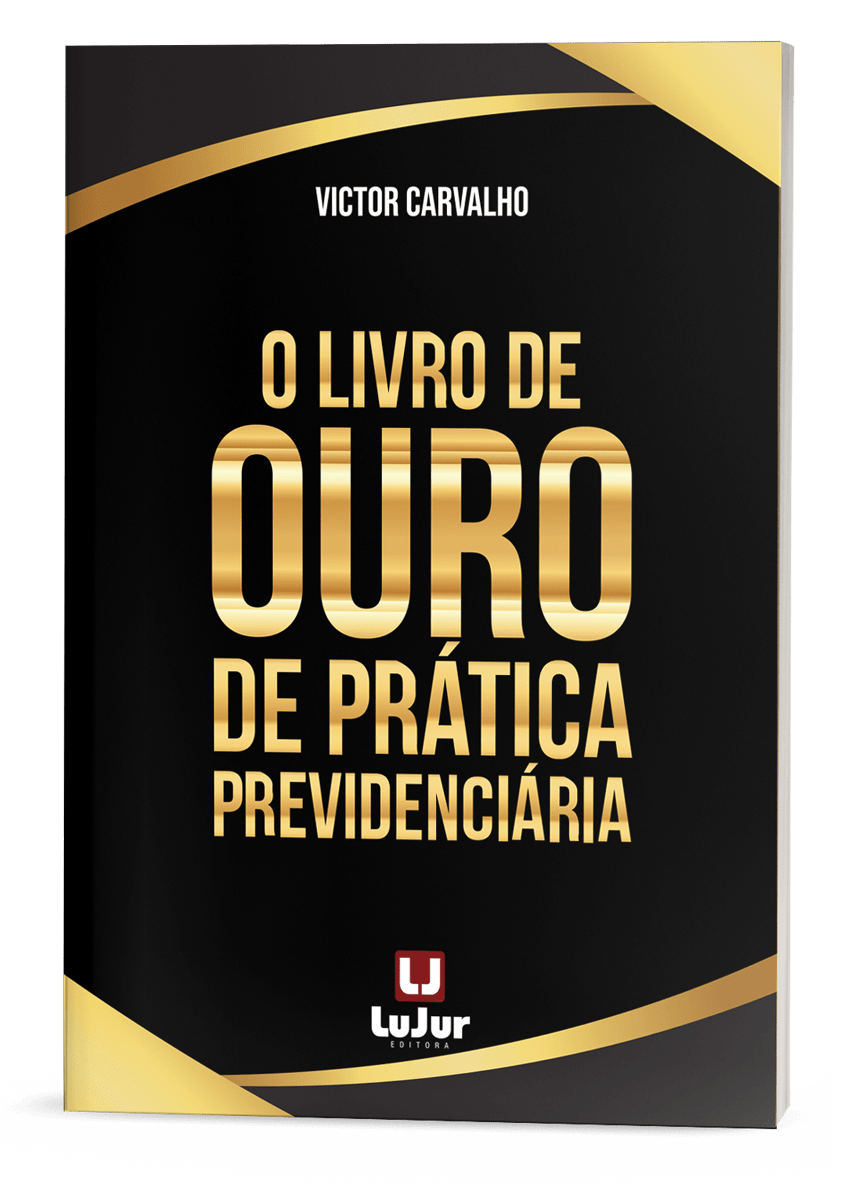 VICTOR CARVALHO
O LIVRO DE
OURO
DE PRÁTICA
PREVIDENCIÁRIA
LJ
LuJur
EDITORA